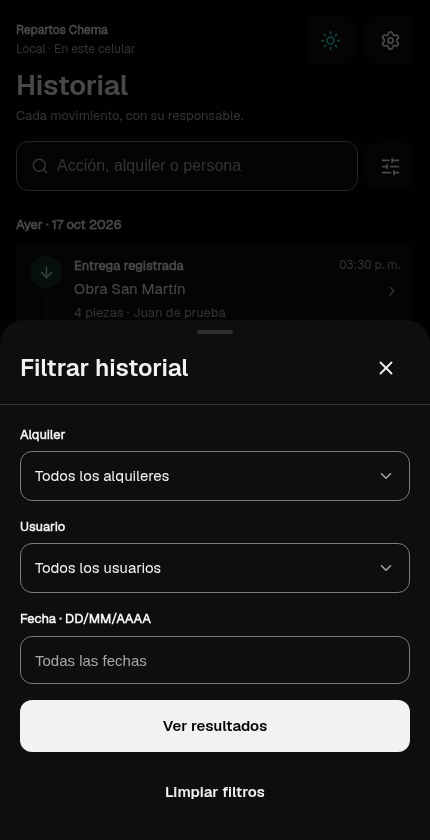 Repartos Chema
Local · En este celular
Historial
Cada movimiento, con su responsable.
Acción, alquiler o persona
Ayer · 17 oct 2026
Entrega registrada
03:30 p. m.
Obra San Martín
4 piezas · Juan de prueba
Filtrar historial
Alquiler
Todos los alquileres
Usuario
Todos los usuarios
Fecha · DD/MM/AAAA
Todas las fechas
Ver resultados
Limpiar filtros